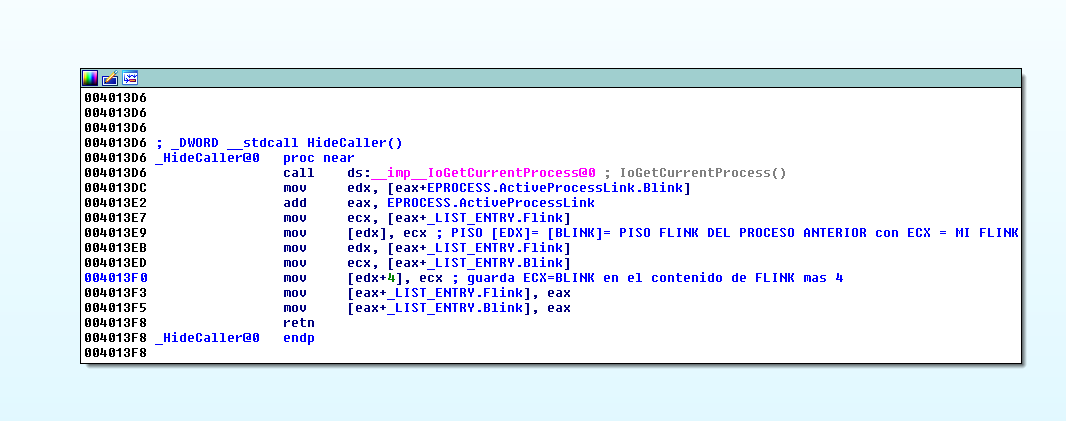 004013D6
004013D6
004013D6
004013D6 ; _DWORD __stdcall HideCaller()
004013D6 _HideCaller@0   proc near
004013D6                 call    ds:__imp__IoGetCurrentProcess@0 ; IoGetCurrentProcess()
004013DC                 mov     edx, [eax+EPROCESS.ActiveProcessLink.Blink]
004013E2                 add     eax, EPROCESS.ActiveProcessLink
004013E7                 mov     ecx, [eax+_LIST_ENTRY.Flink]
004013E9                 mov     [edx], ecx ; PISO [EDX]= [BLINK]= PISO FLINK DEL PROCESO ANTERIOR con ECX = MI FLINK
004013EB                 mov     edx, [eax+_LIST_ENTRY.Flink]
004013ED                 mov     ecx, [eax+_LIST_ENTRY.Blink]
004013F0                 mov     [edx+4], ecx ; guarda ECX=BLINK en el contenido de FLINK mas 4
004013F3                 mov     [eax+_LIST_ENTRY.Flink], eax
004013F5                 mov     [eax+_LIST_ENTRY.Blink], eax
004013F8                 retn
004013F8 _HideCaller@0   endp
004013F8